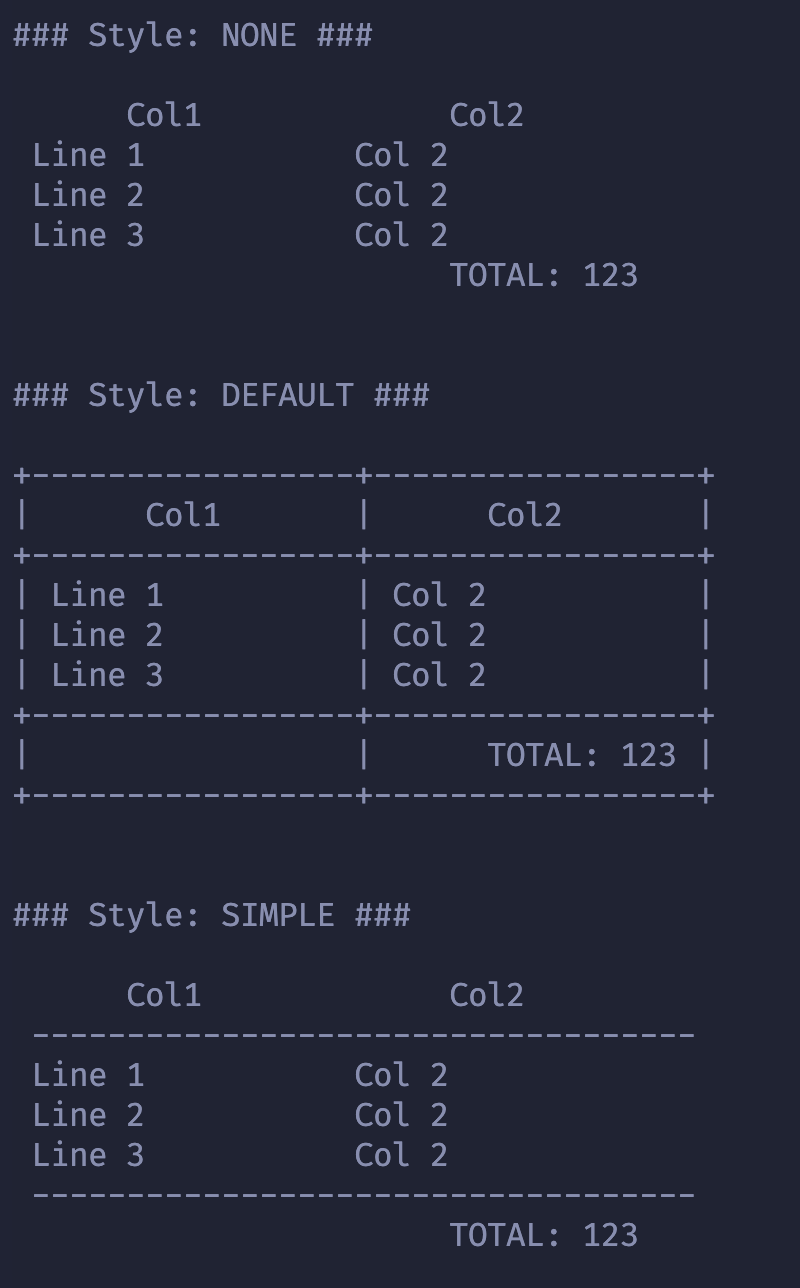 ### Style: NONE ###

      Col1             Col2
 Line 1           Col 2
 Line 2           Col 2
 Line 3           Col 2
                       TOTAL: 123

### Style: DEFAULT ###

+-----------------+-----------------+
|      Col1       |      Col2       |
+-----------------+-----------------+
| Line 1          | Col 2           |
| Line 2          | Col 2           |
| Line 3          | Col 2           |
+-----------------+-----------------+
|                 |      TOTAL: 123 |
+-----------------+-----------------+

### Style: SIMPLE ###

      Col1             Col2
 -----------------------------------
 Line 1           Col 2
 Line 2           Col 2
 Line 3           Col 2
 -----------------------------------
                       TOTAL: 123